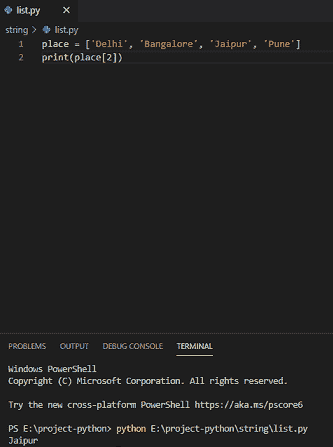 list.py
string > list.py
1 place = ['Delhi', 'Bangalore', 'Jaipur', 'Pune']
2 print(place[2])
PROBLEMS OUTPUT DEBUG CONSOLE TERMINAL
Windows PowerShell
Copyright (C) Microsoft Corporation. All rights reserved.
Try the new cross-platform PowerShell https://aka.ms/pscore6
PS E:\project-python> python E:\project-python\string\list.py
Jaipur